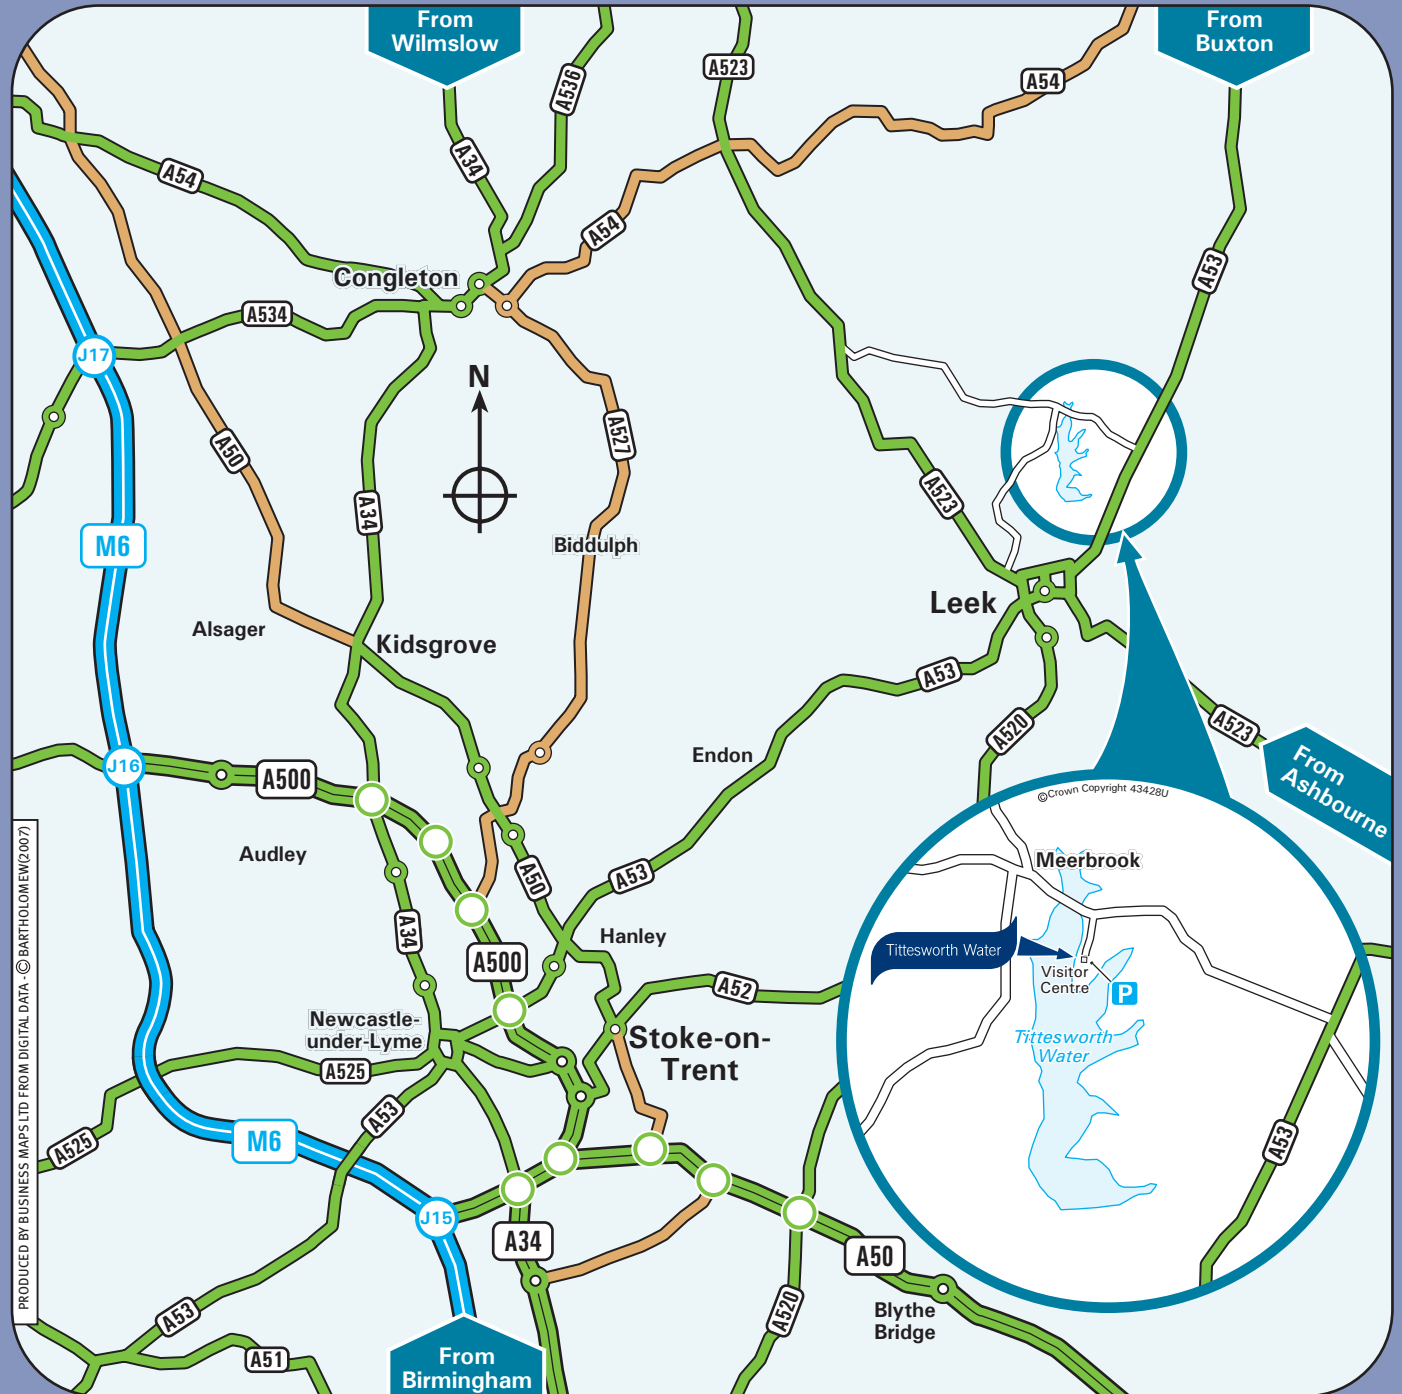 From
Wilmslow
From
Buxton
A536
A523
A54
A34
A54
A54
A53
Congleton
A534
J17
N
A527
A50
A523
A34
M6
Biddulph
Leek
Alsager
Kidsgrove
A53
A520
A523
Endon
From
Ashbourne
J16
A500
©Crown Copyright 43428U
Audley
Meerbrook
A50
A53
A34
Hanley
Tittesworth Water
A500
Visitor
Centre
P
A52
Newcastle-
under-Lyme
Stoke-on-
Trent
Tittesworth
Water
A525
A53
A525
M6
A53
J15
A34
A50
A520
Blythe
Bridge
A53
A51
From
Birmingham
PRODUCED BY BUSINESS MAPS LTD FROM DIGITAL DATA - © BARTHOLOMEW(2007)